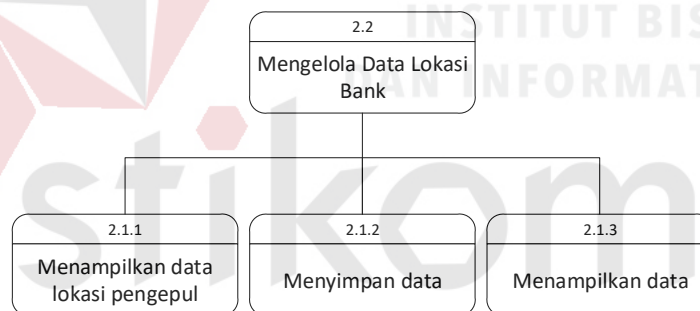 INSTITUT BIS
DAN INFORMAT
stikom
2.2
Mengelola Data Lokasi
Bank
2.1.1
Menampilkan data
lokasi pengepul
2.1.2
Menyimpan data
2.1.3
Menampilkan data